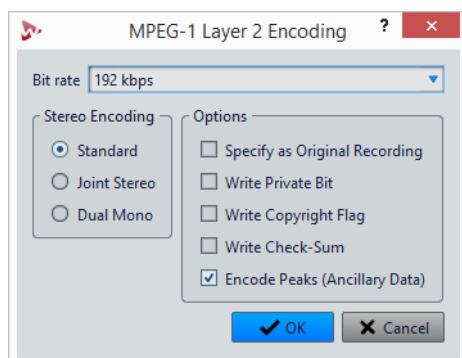 MPEG-1 Layer 2 Encoding ? ×
Bit rate 192 kbps
Stereo Encoding
Standard
Joint Stereo
Dual Mono
Options
Specify as Original Recording
Write Private Bit
Write Copyright Flag
Write Check-Sum
Encode Peaks (Ancillary Data)
OK Cancel